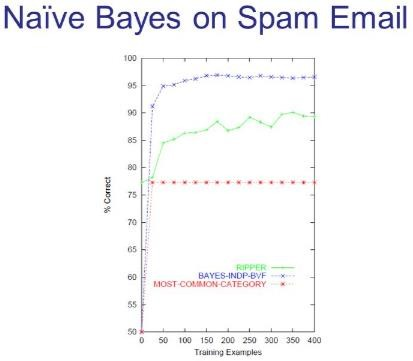 Naïve Bayes on Spam Email
100
95
90
85
80
75
70
65
60
55
50
% Correct
RIPPER
BAYES-INDP-BVF
MOST-COMMON-CATEGORY
0 50 100 150 200 250 300 350 400
Training Examples